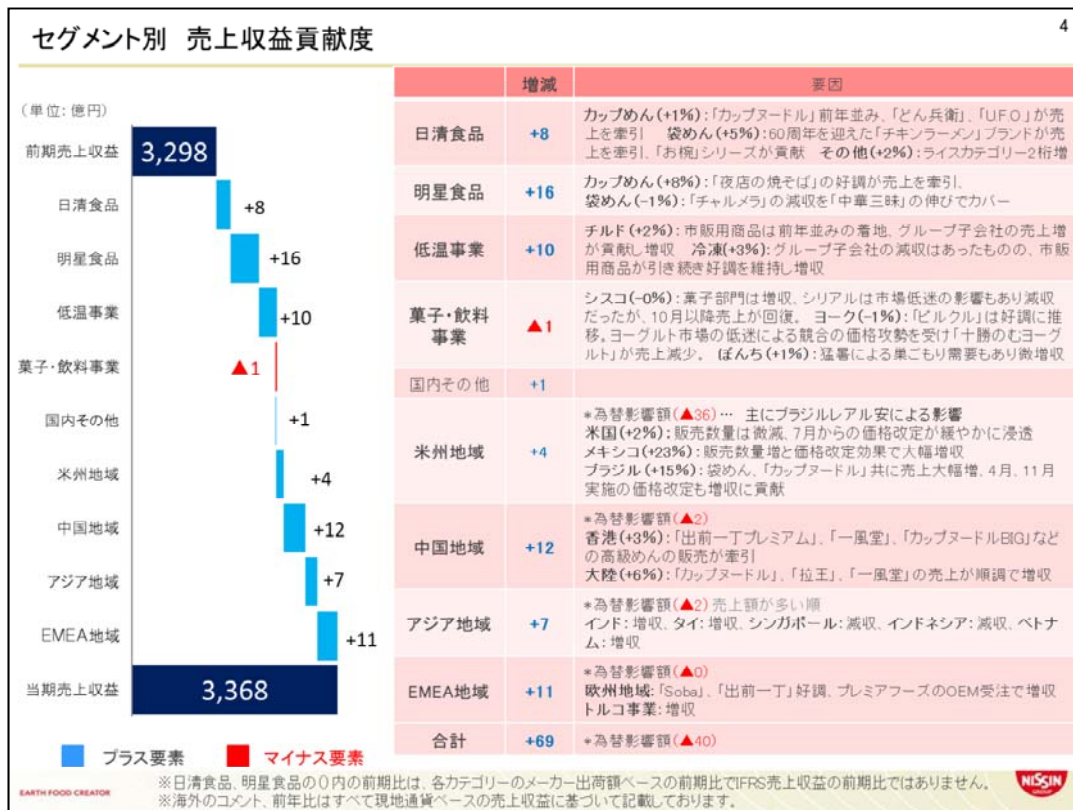 セグメント別 売上収益貢献度
4
(単位:億円)
前期売上収益
3,298
日清食品
+8
明星食品
+16
低温事業
+10
菓子・飲料事業
▲1
国内その他
+1
米州地域
+4
中国地域
+12
アジア地域
+7
EMEA地域
+11
当期売上収益
3,368
プラス要素
マイナス要素
増減
要因
日清食品
+8
カップめん(+1%):「カップヌードル」前年並み、「どん兵衛」、「UFO」が売
上を牽引 袋めん(+5%):60周年を迎えた「チキンラーメン」ブランドが売
上を牽引、「お椀」シリーズが貢献 その他(+2%):ライスカテゴリー2桁増
明星食品
+16
カップめん(+8%):「夜店の焼そば」の好調が売上を牽引、
袋めん(-1%):「チャルメラ」の減収を「中華三昧」の伸びでカバー
低温事業
+10
チルド(+2%):市販用商品は前年並みの着地、グループ子会社の売上増
が貢献し増収 冷凍(+3%):グループ子会社の減収はあったものの、市販
用商品が引き続き好調を維持し増収
菓子・飲料
事業
▲1
シスコ(-0%):菓子部門は増収、シリアルは市場低迷の影響もあり減収
だったが、10月以降売上が回復。 ヨーク(-1%):「ピルクル」は好調に推
移。ヨーグルト市場の低迷による競合の価格攻勢を受け「十勝のむヨーグ
ルト」が売上減少。 ぼんち(+1%):猛暑による巣ごもり需要もあり微増収
国内その他
+1
米州地域
+4
*為替影響額(▲36)… 主にブラジルレアル安による影響
米国(+2%):販売数量は微減、7月からの価格改定が緩やかに浸透
メキシコ(+23%):販売数量増と価格改定効果で大幅増収
ブラジル(+15%):袋めん、「カップヌードル」共に売上大幅増、4月、11月
実施の価格改定も増収に貢献
中国地域
+12
*為替影響額(▲2)
香港(+3%):「出前一丁プレミアム」、「一風堂」、「カップヌードルBIG」など
の高級めんの販売が牽引
大陸(+6%):「カップヌードル」、「拉王」、「一風堂」の売上が順調で増収
アジア地域
+7
*為替影響額(▲2)売上額が多い順
インド:増収、タイ:増収、シンガポール:減収、インドネシア:減収、ベトナ
ム:増収
EMEA地域
+11
*為替影響額(▲0)
欧州地域:「Soba」、「出前一丁」好調、プレミアフーズのOEM受注で増収
トルコ事業:増収
合計
+69
*為替影響額(▲40)
※日清食品、明星食品の()内の前期比は、各カテゴリーのメーカー出荷額ベースの前期比でIFRS売上収益の前期比ではありません。
※海外のコメント、前年比はすべて現地通貨ベースの売上収益に基づいて記載しております。
EARTH FOOD CREATOR
NISSIN
GROUP